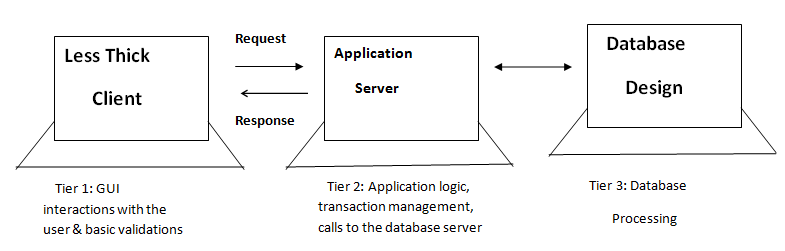 Less Thick
Client
Request
Response
Application
Server
Database
Design
Tier 1: GUI
interactions with the
user & basic validations
Tier 2: Application logic,
transaction management,
calls to the database server
Tier 3: Database
Processing